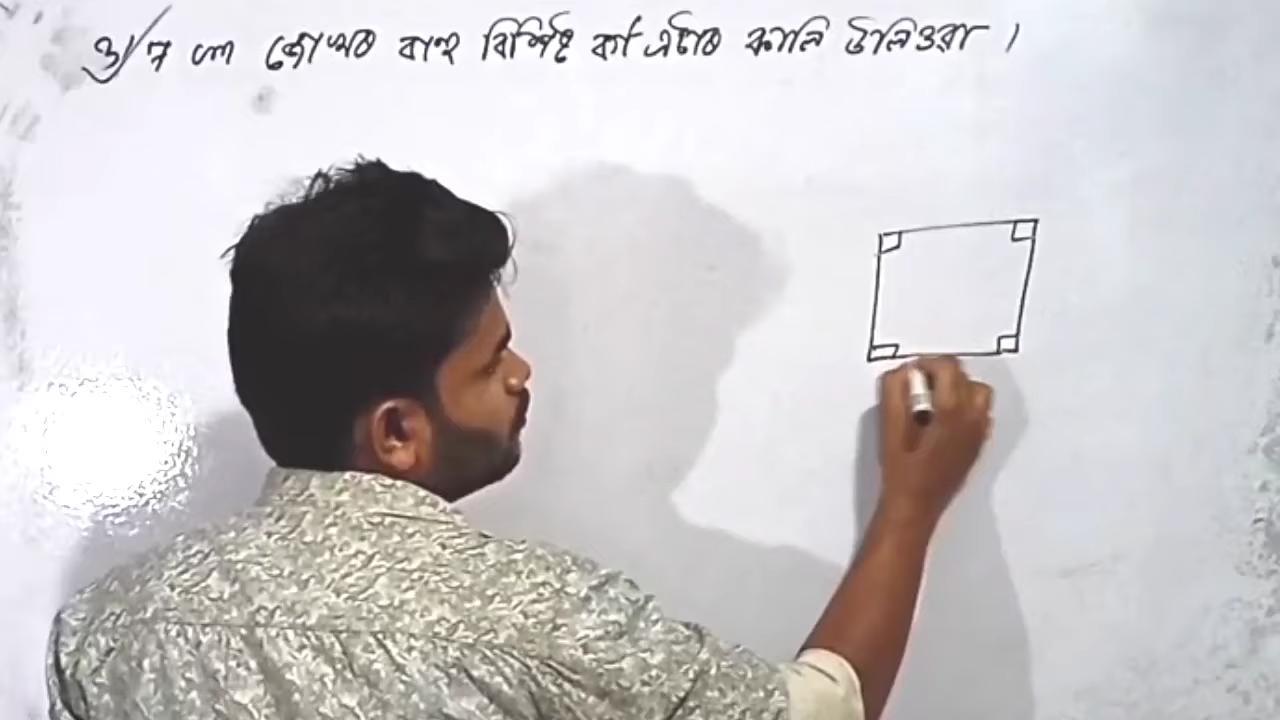 ৩/ ৭ জোখৰ বাহু বিশিষ্ট বৰ্গ এটাৰ কালি উলিওৱা ।